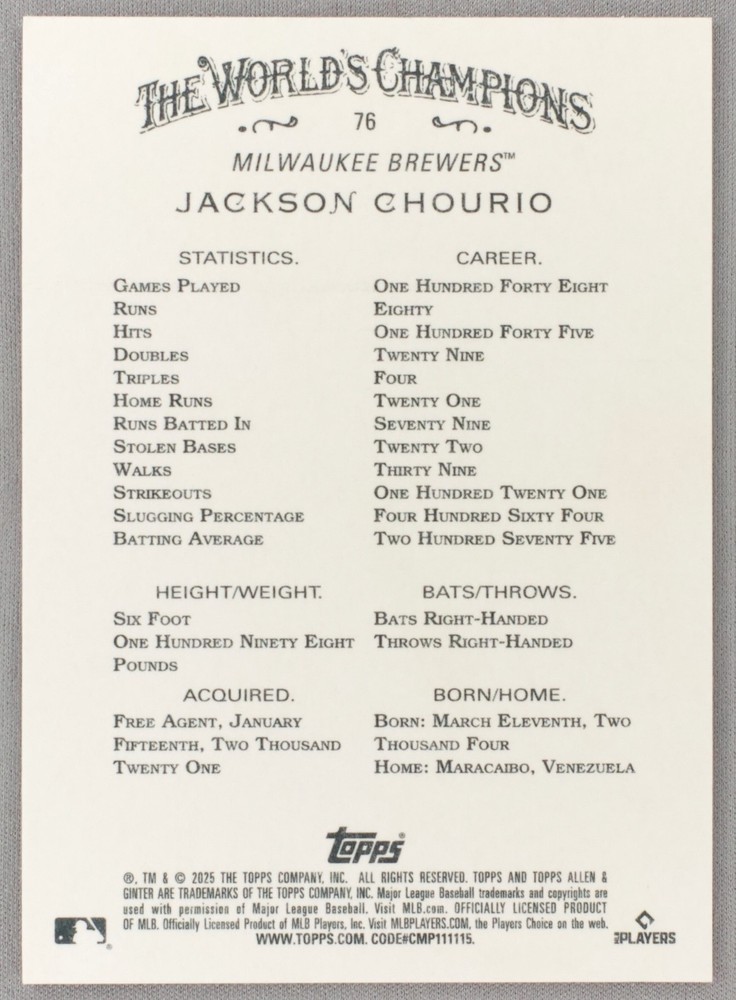 THE WORLD'S CHAMPIONS
76
MILWAUKEE BREWERS™
JACKSON CHOURIO
STATISTICS. CAREER.
GAMES PLAYED ONE HUNDRED FORTY EIGHT
RUNS EIGHTY
HITS ONE HUNDRED FORTY FIVE
DOUBLES TWENTY NINE
TRIPLES FOUR
HOME RUNS TWENTY ONE
RUNS BATTED IN SEVENTY NINE
STOLEN BASES TWENTY TWO
WALKS THIRTY NINE
STRIKEOUTS ONE HUNDRED TWENTY ONE
SLUGGING PERCENTAGE FOUR HUNDRED SIXTY FOUR
BATTING AVERAGE TWO HUNDRED SEVENTY FIVE
HEIGHT/WEIGHT.
SIX FOOT
ONE HUNDRED NINETY EIGHT
POUNDS
BATS/THROWS.
BATS RIGHT-HANDED
THROWS RIGHT-HANDED
ACQUIRED.
FREE AGENT, JANUARY
FIFTEENTH, TWO THOUSAND
TWENTY ONE
BORN/HOME.
BORN: MARCH ELEVENTH, TWO
THOUSAND FOUR
HOME: MARACAIBO, VENEZUELA
TOPPS®
®, TM & © 2025 THE TOPPS COMPANY, INC. ALL RIGHTS RESERVED. TOPPS AND TOPPS ALLEN &
GINTER ARE TRADEMARKS OF THE TOPPS COMPANY, INC. Major League Baseball trademarks and copyrights are
used with permission of Major League Baseball. Visit MLB.com. OFFICIALLY LICENSED PRODUCT
OF MLB. Officially Licensed Product of MLB Players, Inc. Visit MLBPLAYERS.COM, the Players Choice on the web.
WWW.TOPPS.COM. CODE#CMP111115.
®
PLAYERS